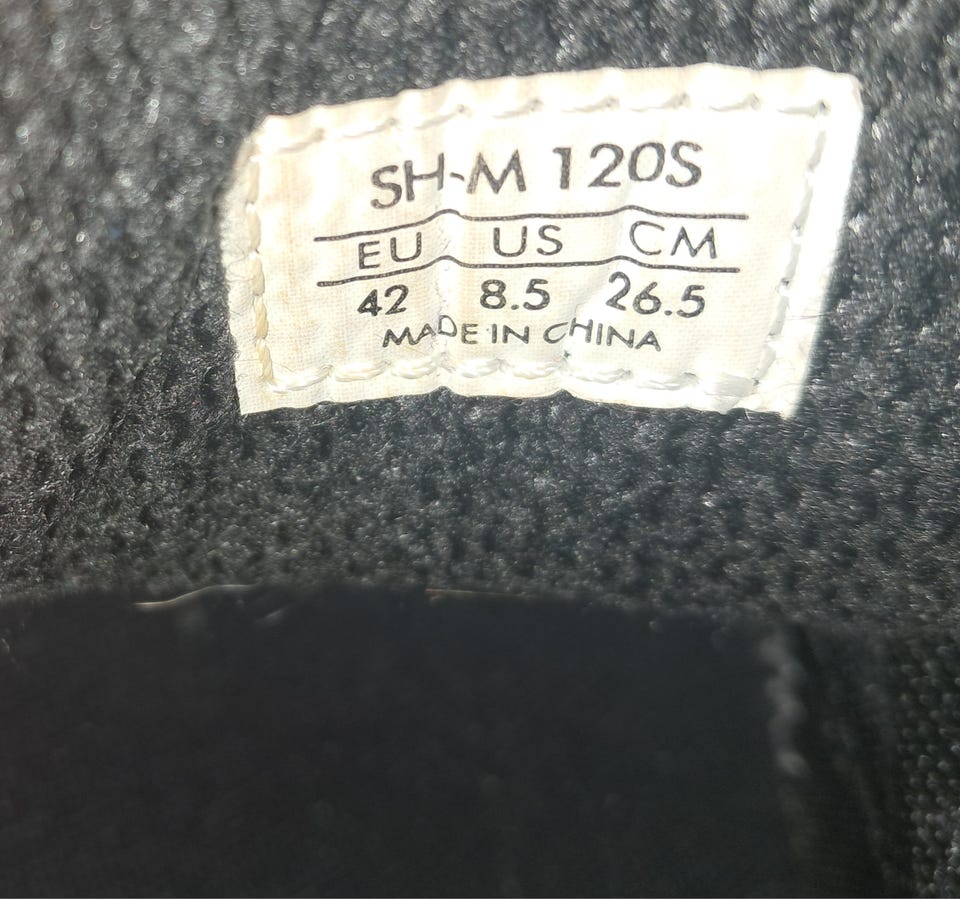 SH-M 120S
EU US CM
42 8.5 26.5
MADE IN CHINA